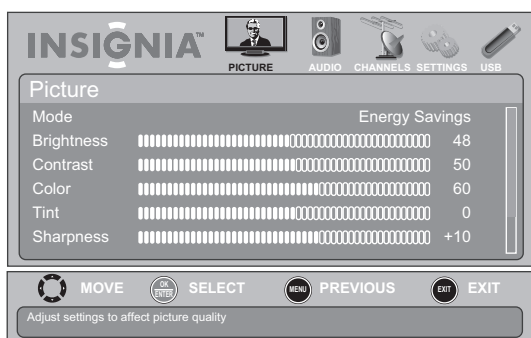 INSIGNIA™
PICTURE AUDIO CHANNELS SETTINGS USB
Picture
Mode Energy Savings
Brightness 48
Contrast 50
Color 60
Tint 0
Sharpness +10
MOVE OK ENTER SELECT MENU PREVIOUS EXIT EXIT
Adjust settings to affect picture quality